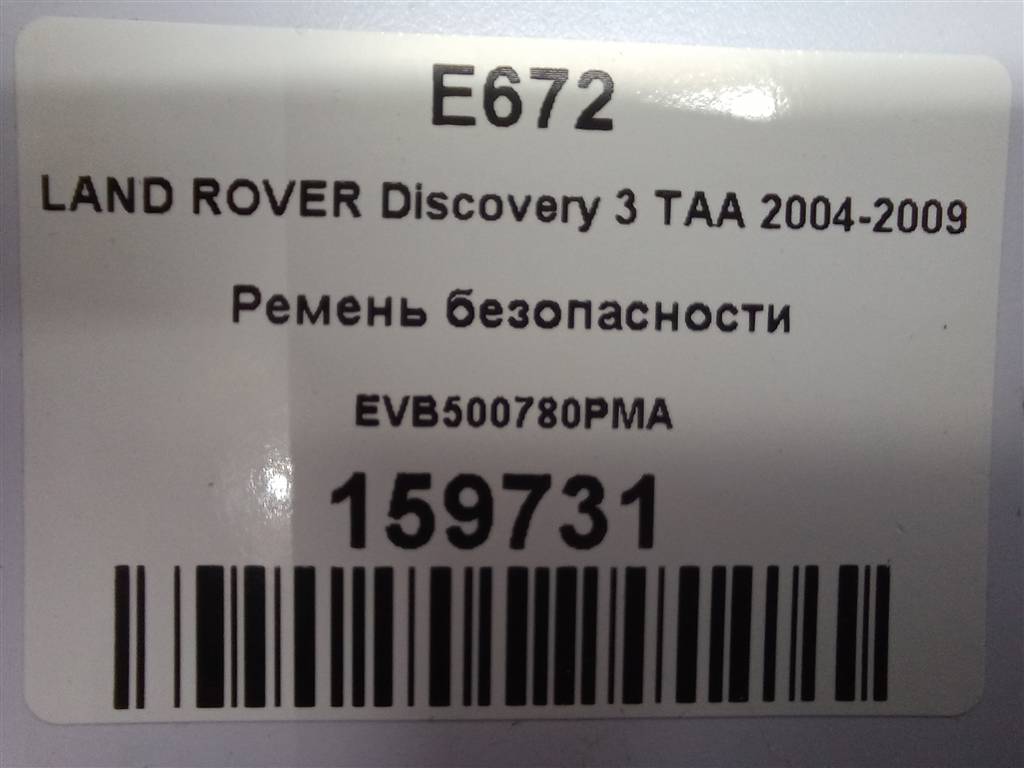 E672
LAND ROVER Discovery 3 TAA 2004-2009
Ремень безопасности
EVB500780PMA
159731